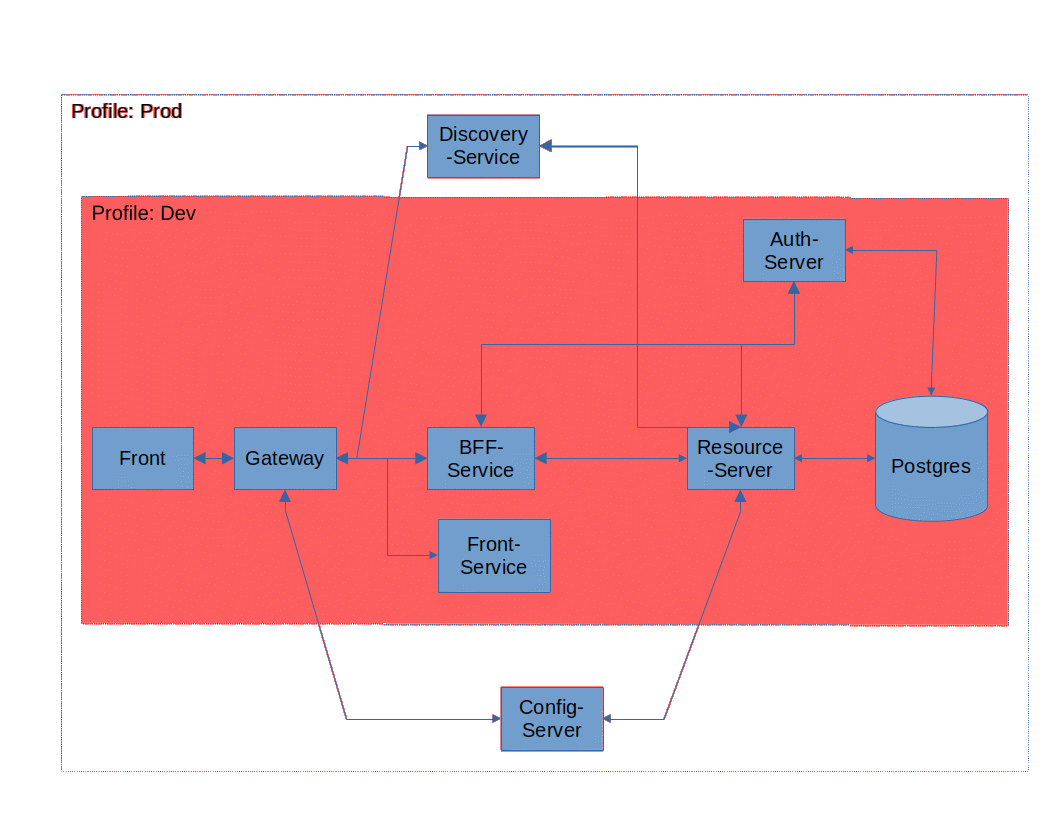 Profile: Prod
Discovery
-Service
Profile: Dev
Auth-
Server
Front
Gateway
BFF-
Service
Resource
-Server
Postgres
Front-
Service
Config-
Server